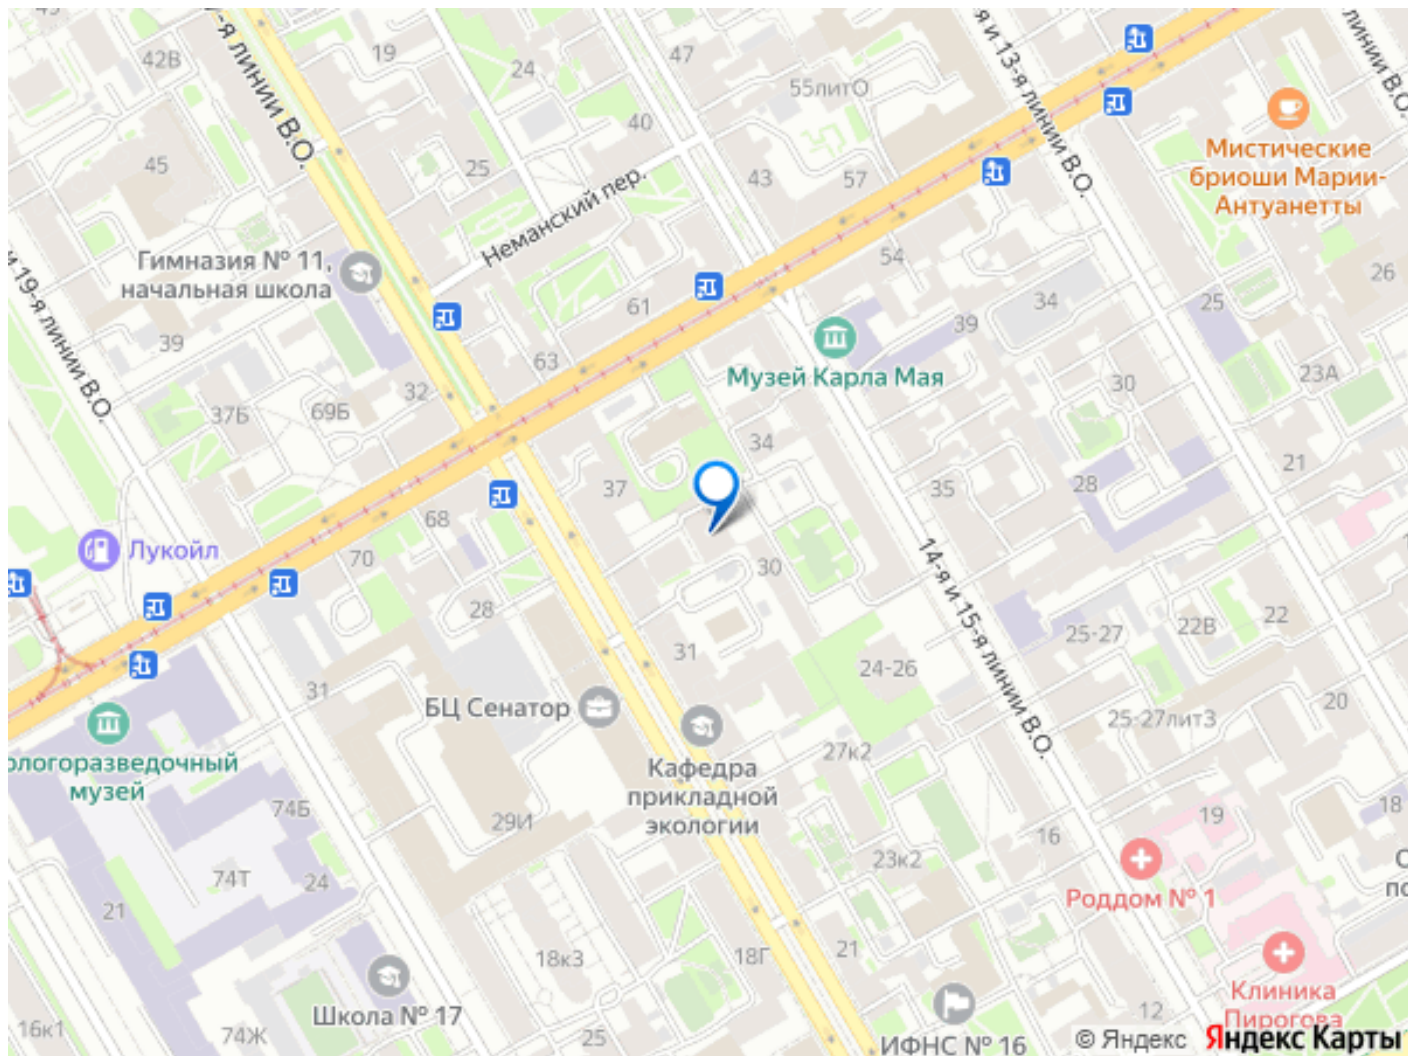 42В
19
24
47
40
55литО
-я и 13-я линии В.О.
линии В.О.
-я линии В.О.
45
25
43
57
Неманский пер.
Мистические
бриоши Марии-
Антуанетты
Гимназия № 11,
начальная школа
и 19-я линии В.О.
39
61
54
39
34
25
26
63
32
37Б
69Б
Музей Карла Мая
30
23А
34
37
35
28
21
68
70
Лукойл
28
30
14-я и 15-я линии В.О.
25-27
22В
22
31
24-26
31
БЦ Сенатор
20
25-27лит3
27к2
Кафедра
прикладной
экологии
ологоразведочный
музей
74Б
29И
74Т
24
21
23к2
16
19
18
Роддом № 1
18к3
18Г
21
Школа № 17
16к1
74Ж
25
12
Клиника
Пирогова
ИФНС № 16
© Яндекс
Яндекс Карты